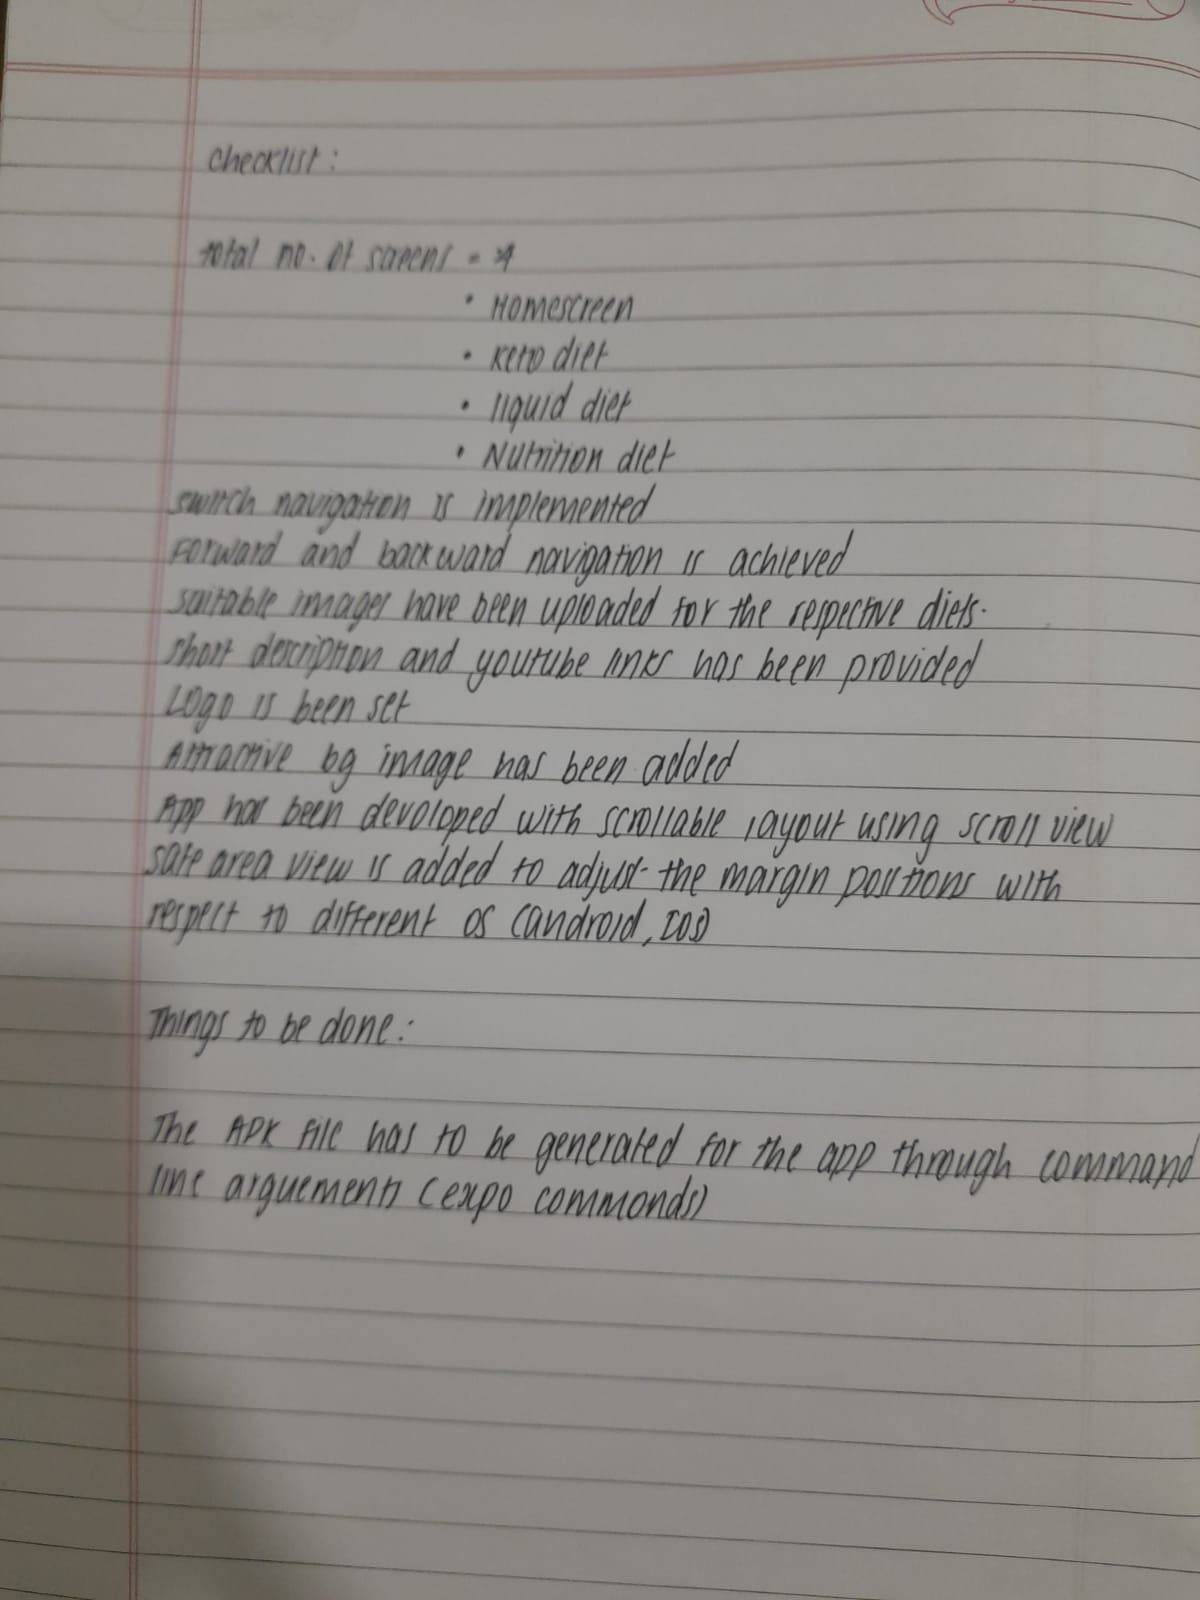 Checklist :
total no. of screens = 4
• Homescreen
• Keto diet
• liquid diet
• Nutrition diet
switch navigation is implemented
Forward and backward navigation is achieved
suitable images have been uploaded for the respective diets.
short description and youtube links has been provided
Logo is been set
Attractive bg image has been added
App has been devoloped with scrollable layout using scroll view
safe area view is added to adjust the margin positions with
respect to different os (android, IOS)
Things to be done :
The APK file has to be generated for the app through command
line arguements (expo commonds)